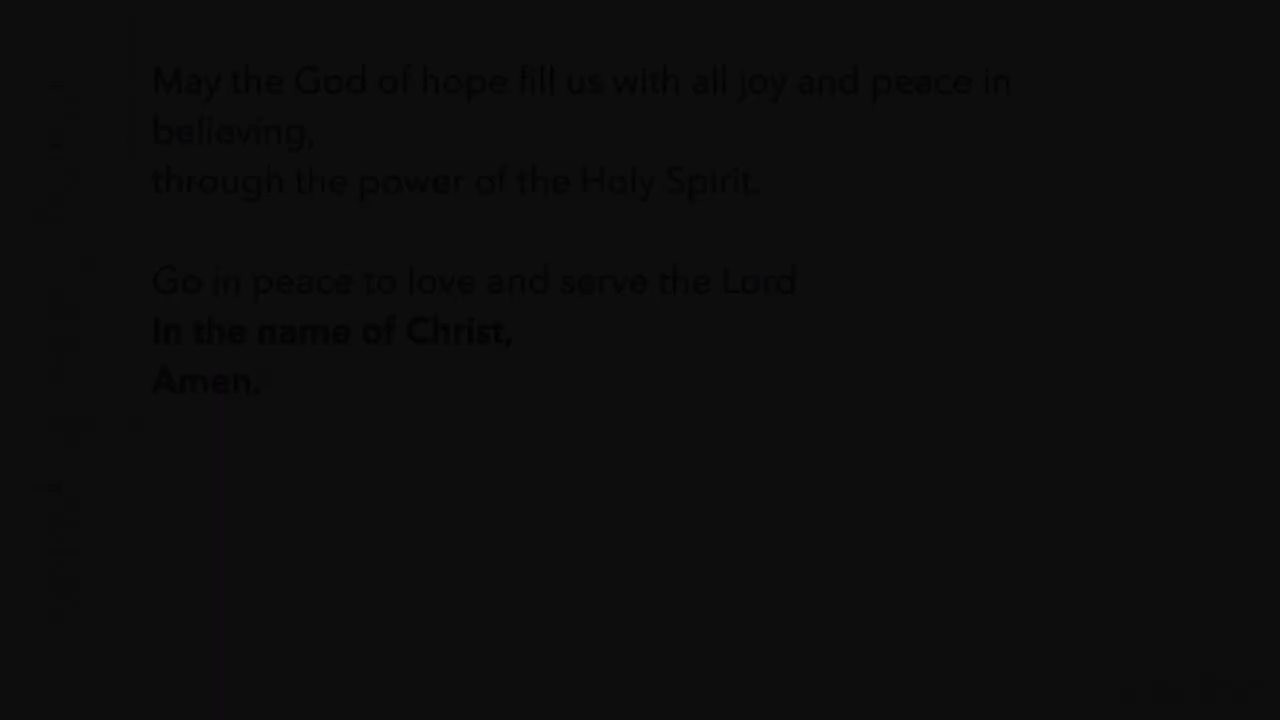 May the God of hope fill us with all joy and peace in
believing,
through the power of the Holy Spirit.
Go in peace to love and serve the Lord
In the name of Christ,
Amen.